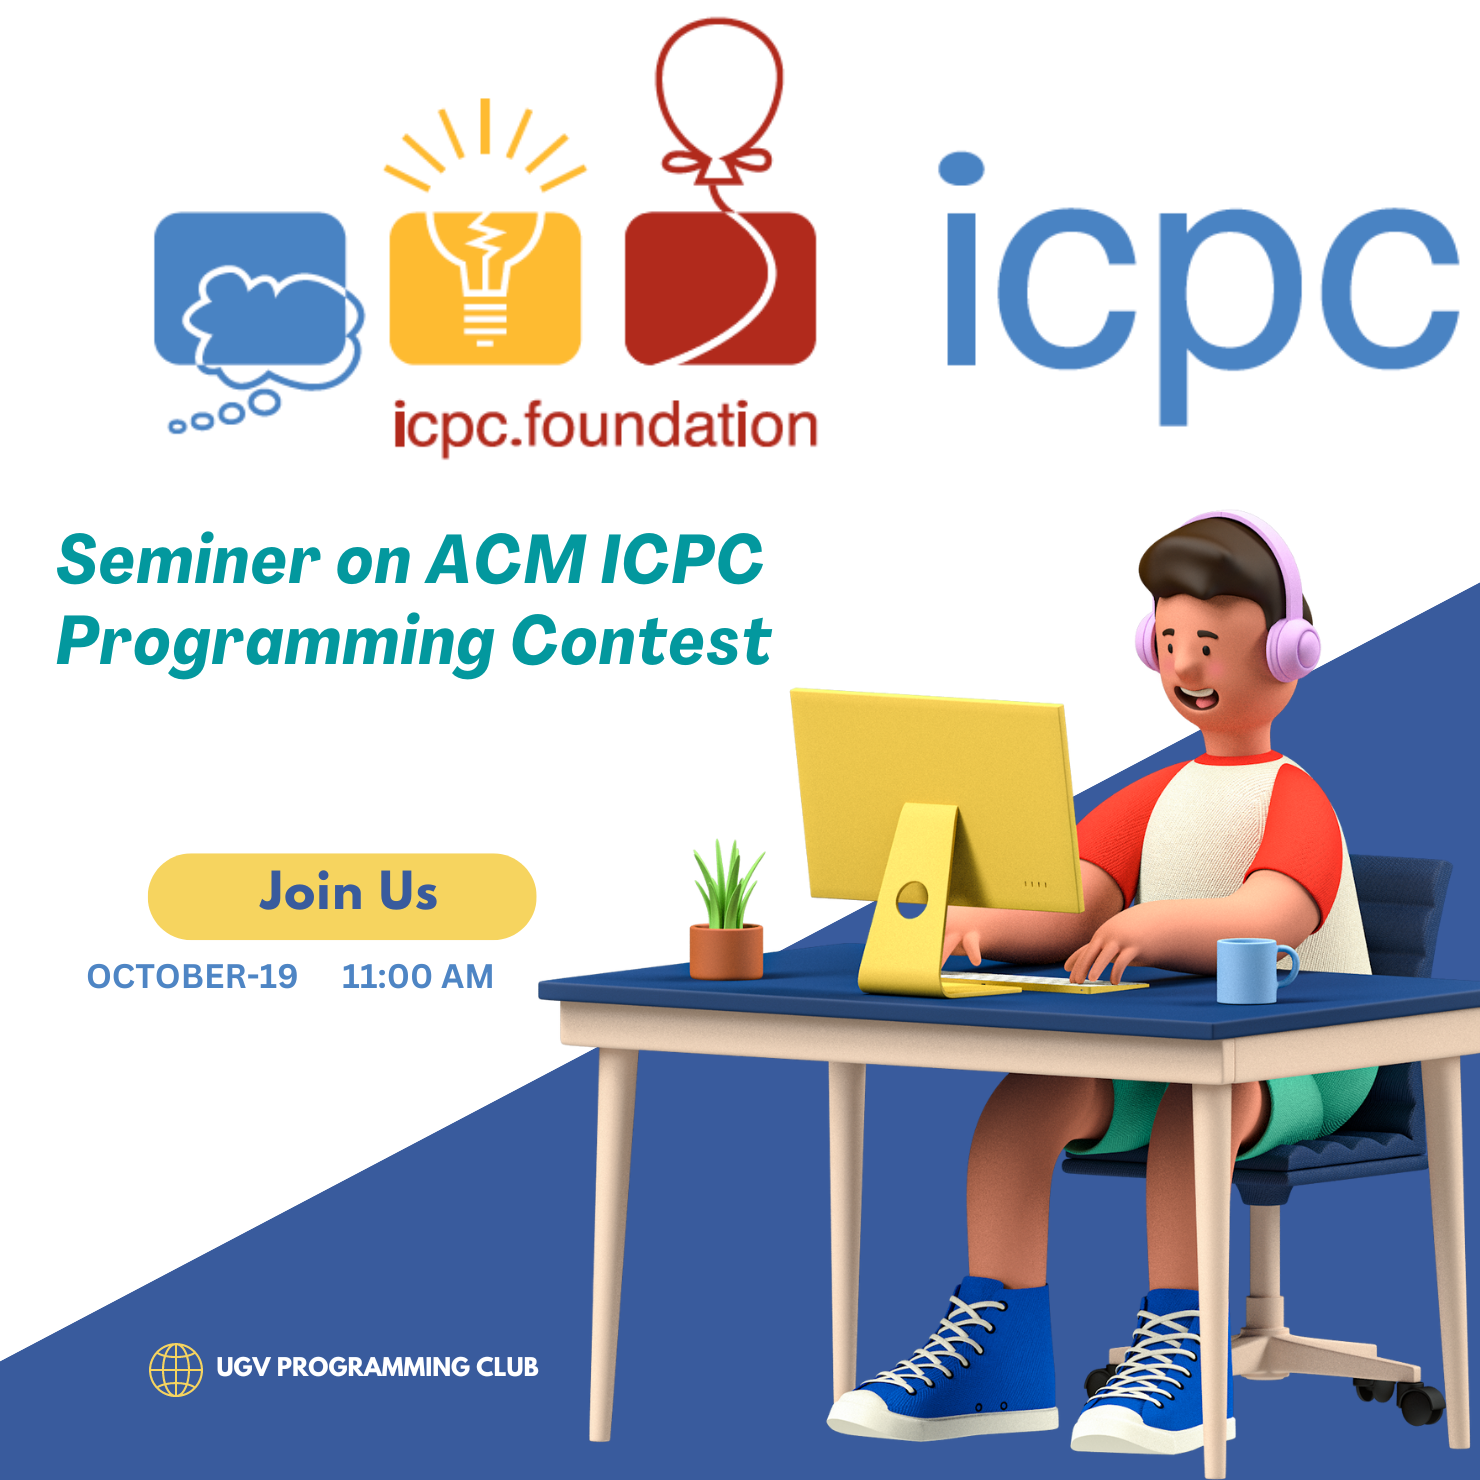 icpc
icpc.foundation
Seminer on ACM ICPC
Programming Contest
Join Us
OCTOBER-19 11:00 AM
UGV PROGRAMMING CLUB